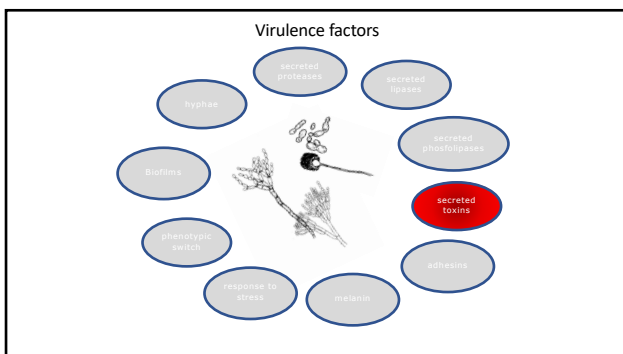 Virulence factors
secreted
proteases
secreted
lipases
hyphae
secreted
phosfolipases
Biofilms
secreted
toxins
phenotypic
switch
adhesins
response to
stress
melanin